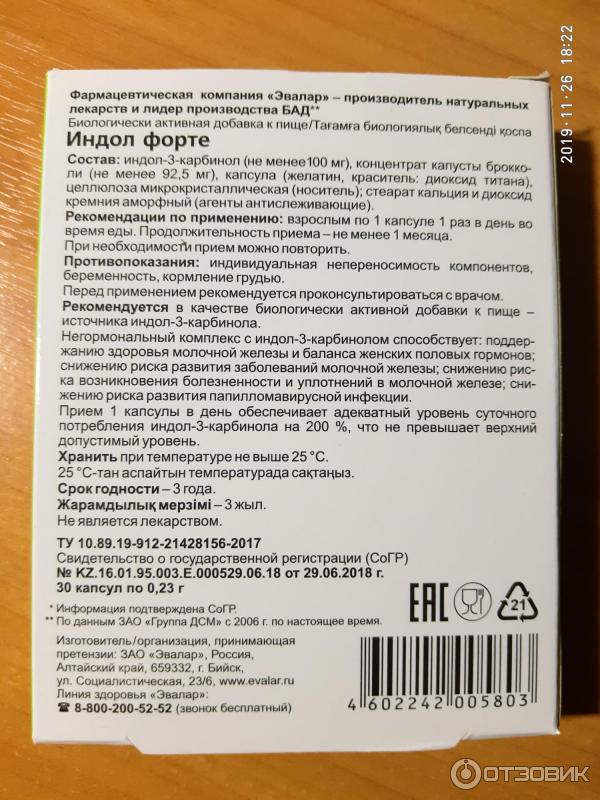 Фармацевтическая компания «Эвалар» – производитель натуральных
лекарств и лидер производства БАД**
Биологически активная добавка к пище/Тағамға биологиялық белсенді қоспа
Индол форте
Состав: индол-3-карбинол (не менее100 мг), концентрат капусты брокко-
ли (не менее 92,5 мг), капсула (желатин, краситель: диоксид титана),
целлюлоза микрокристаллическая (носитель); стеарат кальция и диоксид
кремния аморфный (агенты антислеживающие).
Рекомендации по применению: взрослым по 1 капсуле 1 раз в день во
время еды. Продолжительность приема – не менее 1 месяца.
При необходимости прием можно повторить.
Противопоказания: индивидуальная непереносимость компонентов,
беременность, кормление грудью.
Перед применением рекомендуется проконсультироваться с врачом.
Рекомендуется в качестве биологически активной добавки к пище –
источника индол-3-карбинола.
Негормональный комплекс с индол-3-карбинолом способствует: поддер-
жанию здоровья молочной железы и баланса женских половых гормонов;
снижению риска развития заболеваний молочной железы; снижению рис-
ка возникновения болезненности и уплотнений в молочной железе; сни-
жению риска развития папилломавирусной инфекции.
Прием 1 капсулы в день обеспечивает адекватный уровень суточного
потребления индол-3-карбинола на 200 %, что не превышает верхний
допустимый уровень.
Хранить при температуре не выше 25 °С.
25 °С-тан аспайтын температурада сақтаңыз.
Срок годности – 3 года.
Жарамдылық мерзімі – 3 жыл.
Не является лекарством.
ТУ 10.89.19-912-21428156-2017
Свидетельство о государственной регистрации (СоГР)
№ KZ.16.01.95.003.E.000529.06.18 от 29.06.2018 г.
30 капсул по 0,23 г
* Информация подтверждена СоГР.
** По данным ЗАО «Группа ДСМ» с 2006 г. по настоящее время.
Изготовитель/организация, принимающая
претензии: ЗАО «Эвалар», Россия,
Алтайский край, 659332, г. Бийск,
ул. Социалистическая, 23/6, www.evalar.ru
Линия здоровья «Эвалар»:
☎ 8-800-200-52-52 (звонок бесплатный)
EAC
21
4 602242 005803
2019-11-26 18:22
ОТЗОВИК